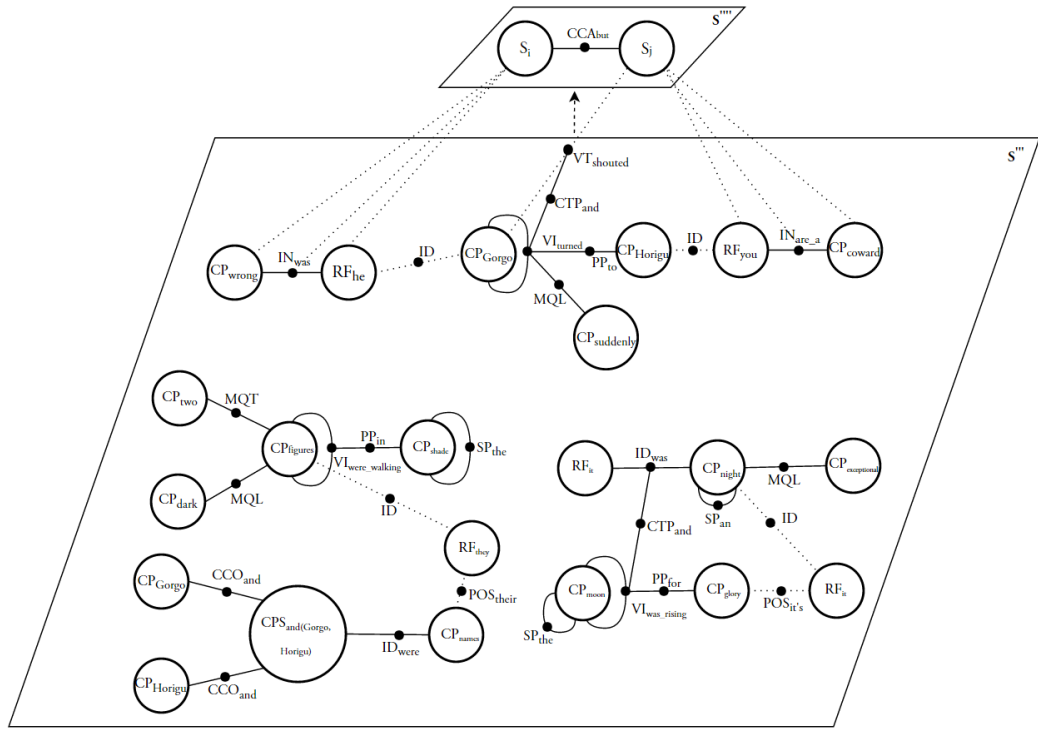 S''''
CCAbut
Si
Sj
S'''
VTshouted
CTPand
VIturned
CPGorgo
ID
INwas
CPwrong
RFhe
PPto
CPHorigu
ID
RFyou
INare_a
CPcoward
MQL
CPsuddenly
CPtwo
MQT
CPfigures
PPin
CPshade
SPthe
VIwere_walking
CPdark
MQL
ID
RFthey
POStheir
CPnames
IDwere
CPGorgo
CCOand
CPSand(Gorgo,
Horigu)
CPHorigu
CCOand
RFit
IDwas
CPnight
MQL
CPexceptional
SPan
ID
CTPand
CPmoon
PPfor
CPglory
VIwas_rising
POSit's
RFit
SPthe